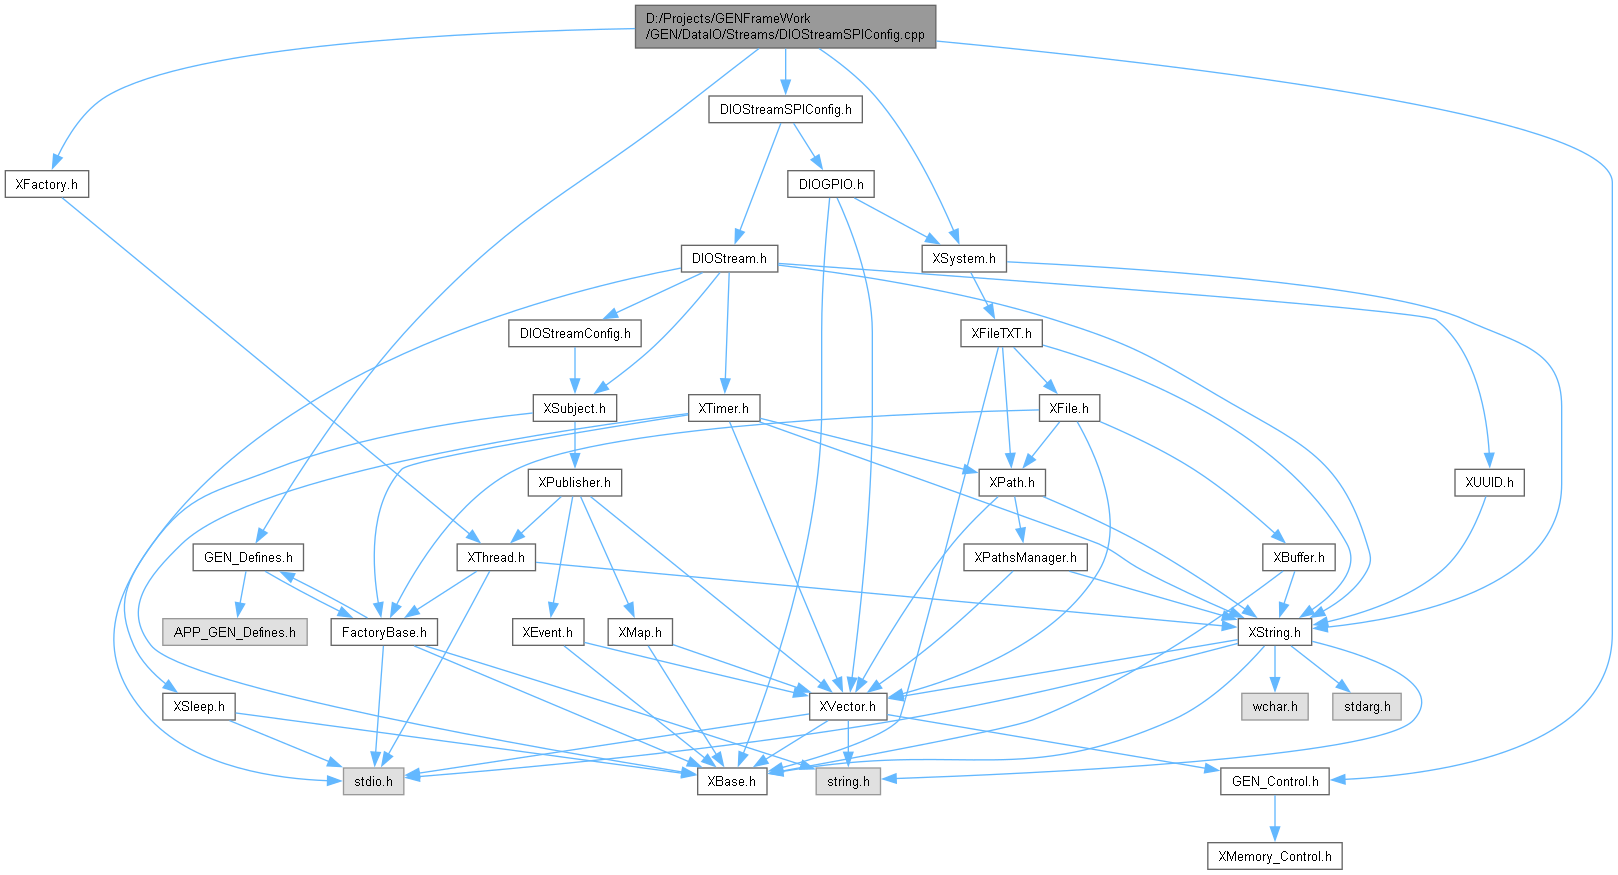 D:/Projects/GENFrameWork
/GEN/DataIO/Streams/DIOStreamSPIConfig.cpp
DIOStreamSPIConfig.h
XFactory.h
DIOGPIO.h
DIOStream.h
XSystem.h
DIOStreamConfig.h
XFileTXT.h
XSubject.h
XTimer.h
XFile.h
XPublisher.h
XPath.h
XUUID.h
GEN_Defines.h
XThread.h
XPathsManager.h
XBuffer.h
APP_GEN_Defines.h
FactoryBase.h
XEvent.h
XMap.h
XString.h
XSleep.h
XVector.h
wchar.h
stdarg.h
stdio.h
XBase.h
string.h
GEN_Control.h
XMemory_Control.h